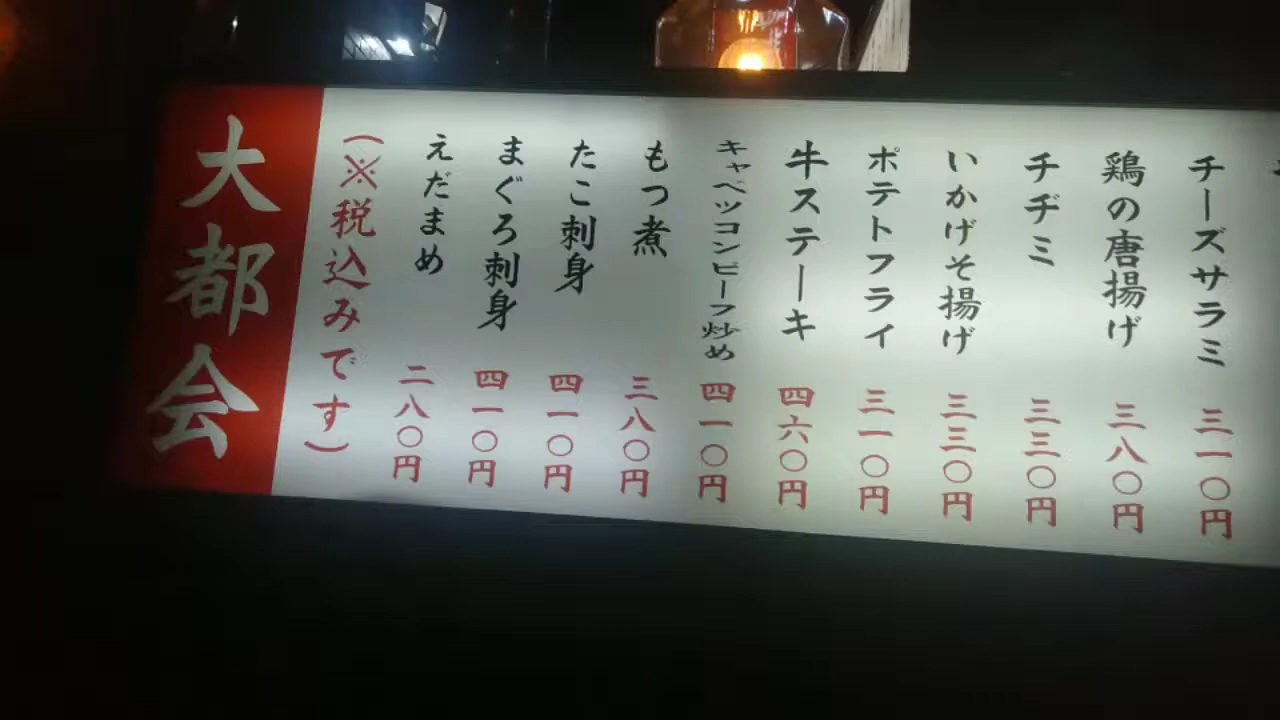 チーズサラミ 三一〇円
鶏の唐揚げ 三八〇円
チヂミ 三三〇円
いかげそ揚げ 三三〇円
ポテトフライ 三一〇円
牛ステーキ 四六〇円
キャベツコンビーフ炒め 四一〇円
もつ煮 三八〇円
たこ刺身 四一〇円
まぐろ刺身 四一〇円
えだまめ 二八〇円
(※税込みです)
大都会